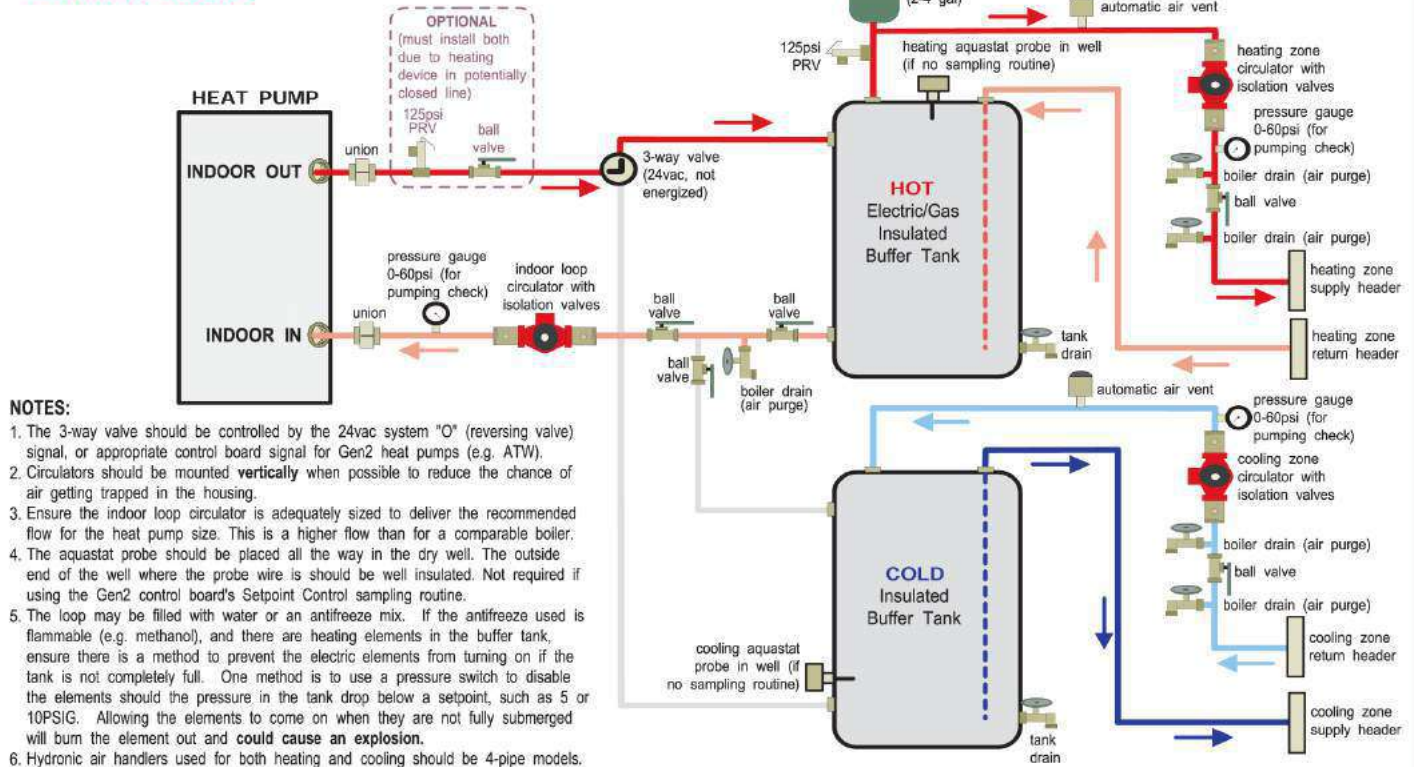 (2-4 gal)
automatic air vent
OPTIONAL
(must install both
due to heating
device in potentially
closed line)
125psi
PRV
ball
valve
HEAT PUMP
union
INDOOR OUT
3-way valve
(24vac, not
energized)
125psi
PRV
heating aquastat probe in well
(if no sampling routine)
heating zone
circulator with
isolation valves
pressure gauge
0-60psi (for
pumping check)
boiler drain (air purge)
ball valve
boiler drain (air purge)
heating zone
supply header
heating zone
return header
HOT
Electric/Gas
Insulated
Buffer Tank
tank
drain
pressure gauge
0-60psi (for
pumping check)
union
indoor loop
circulator with
isolation valves
ball
valve
ball
valve
INDOOR IN
ball
valve
boiler drain
(air purge)
automatic air vent
pressure gauge
0-60psi (for
pumping check)
cooling zone
circulator with
isolation valves
boiler drain (air purge)
ball valve
boiler drain (air purge)
cooling zone
return header
cooling zone
supply header
COLD
Insulated
Buffer Tank
cooling aquastat
probe in well (if
no sampling routine)
tank
drain
NOTES:
1. The 3-way valve should be controlled by the 24vac system "O" (reversing valve)
signal, or appropriate control board signal for Gen2 heat pumps (e.g. ATW).
2. Circulators should be mounted vertically when possible to reduce the chance of
air getting trapped in the housing.
3. Ensure the indoor loop circulator is adequately sized to deliver the recommended
flow for the heat pump size. This is a higher flow than for a comparable boiler.
4. The aquastat probe should be placed all the way in the dry well. The outside
end of the well where the probe wire is should be well insulated. Not required if
using the Gen2 control board's Setpoint Control sampling routine.
5. The loop may be filled with water or an antifreeze mix. If the antifreeze used is
flammable (e.g. methanol), and there are heating elements in the buffer tank,
ensure there is a method to prevent the electric elements from turning on if the
tank is not completely full. One method is to use a pressure switch to disable
the elements should the pressure in the tank drop below a setpoint, such as 5 or
10PSIG. Allowing the elements to come on when they are not fully submerged
will burn the element out and could cause an explosion.
6. Hydronic air handlers used for both heating and cooling should be 4-pipe models.